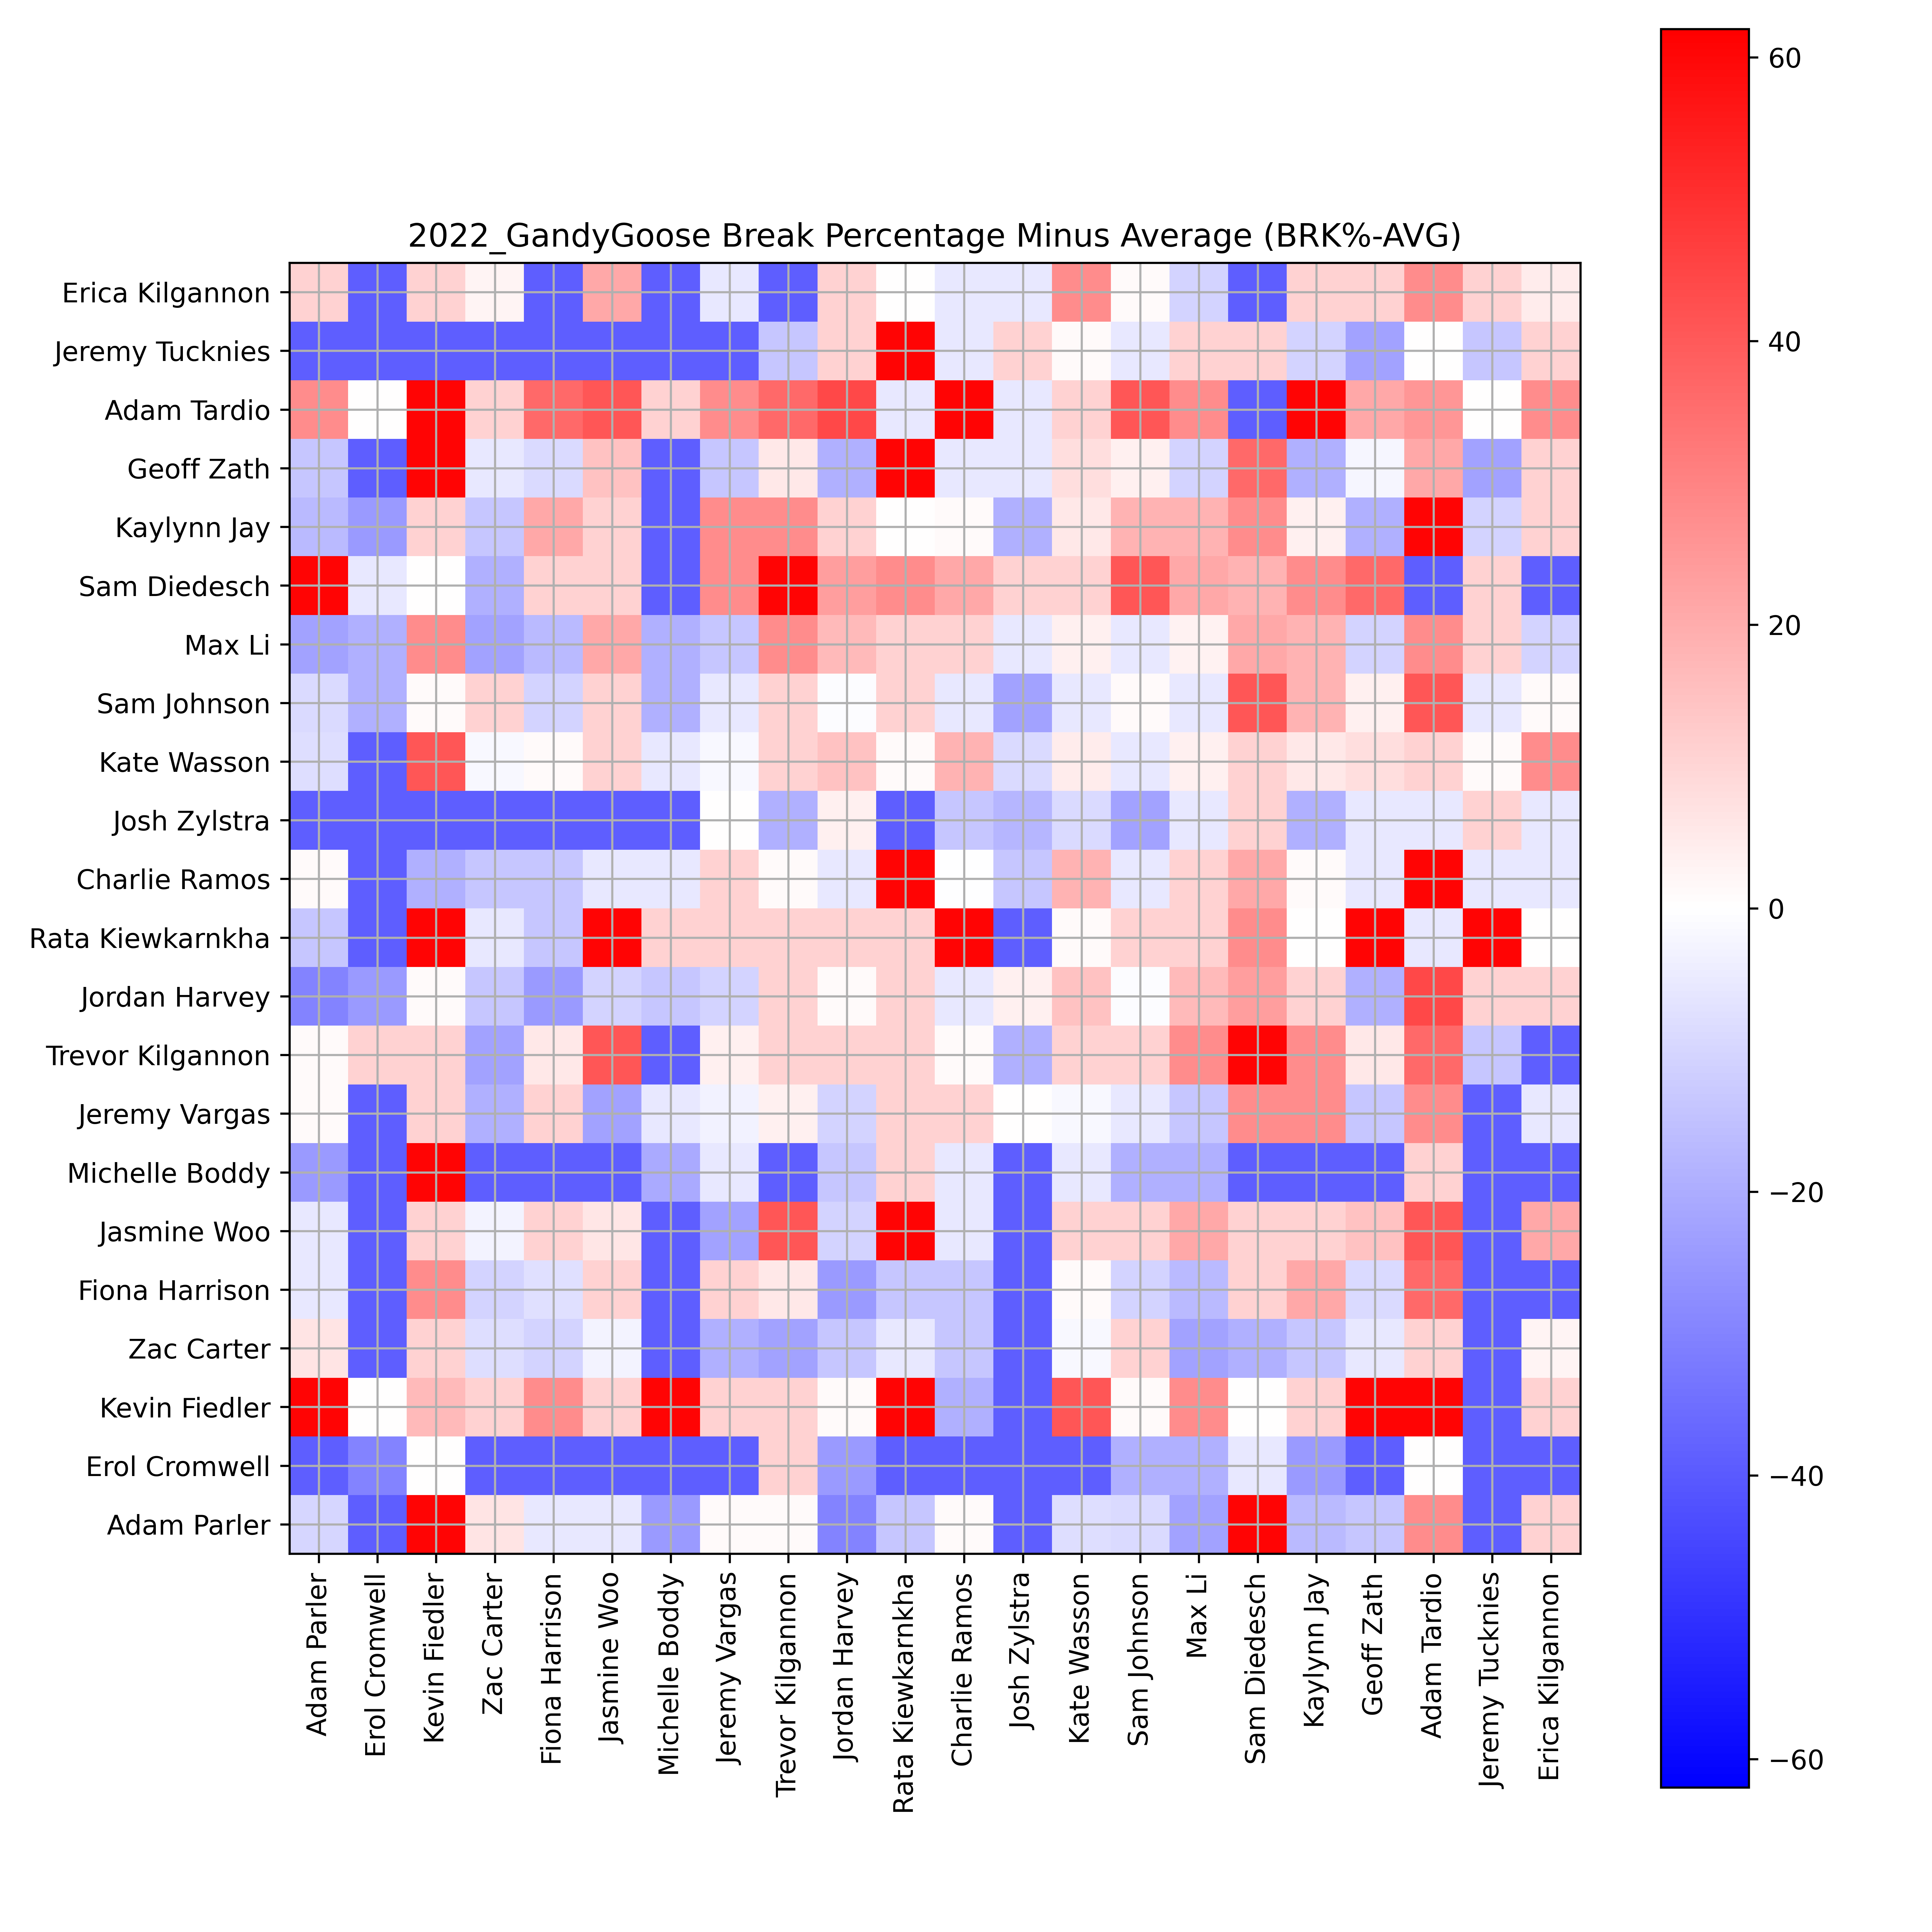 2022_GandyGoose Break Percentage Minus Average (BRK%-AVG)
Erica Kilgannon
Jeremy Tucknies
Adam Tardio
Geoff Zath
Kaylynn Jay
Sam Diedesch
Max Li
Sam Johnson
Kate Wasson
Josh Zylstra
Charlie Ramos
Rata Kiewkarnkha
Jordan Harvey
Trevor Kilgannon
Jeremy Vargas
Michelle Boddy
Jasmine Woo
Fiona Harrison
Zac Carter
Kevin Fiedler
Erol Cromwell
Adam Parler
Adam Parler
Erol Cromwell
Kevin Fiedler
Zac Carter
Fiona Harrison
Jasmine Woo
Michelle Boddy
Jeremy Vargas
Trevor Kilgannon
Jordan Harvey
Rata Kiewkarnkha
Charlie Ramos
Josh Zylstra
Kate Wasson
Sam Johnson
Max Li
Sam Diedesch
Kaylynn Jay
Geoff Zath
Adam Tardio
Jeremy Tucknies
Erica Kilgannon
60
40
20
0
−20
−40
−60